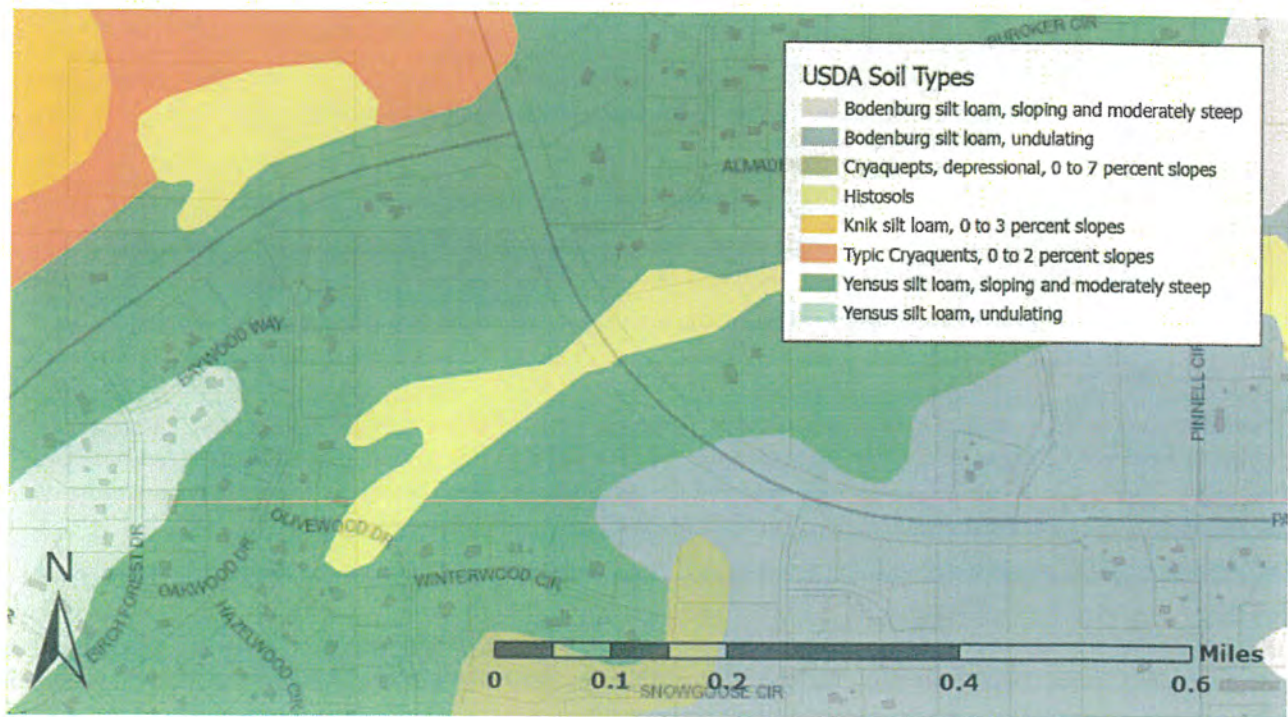 BUROKER CIR
USDA Soil Types
Bodenburg silt loam, sloping and moderately steep
Bodenburg silt loam, undulating
Cryaquepts, depressional, 0 to 7 percent slopes
Histosols
Knik silt loam, 0 to 3 percent slopes
Typic Cryaquents, 0 to 2 percent slopes
Yensus silt loam, sloping and moderately steep
Yensus silt loam, undulating
BAYWOOD WAY
PINNELL CIR
OLIVEWOOD DR
BIRCH FOREST DR
OAKWOOD DR
WINTERWOOD CIR
HAZELWOOD CIR
N
Miles
0 0.1 0.2 0.4 0.6
SNOWGOOSE CIR